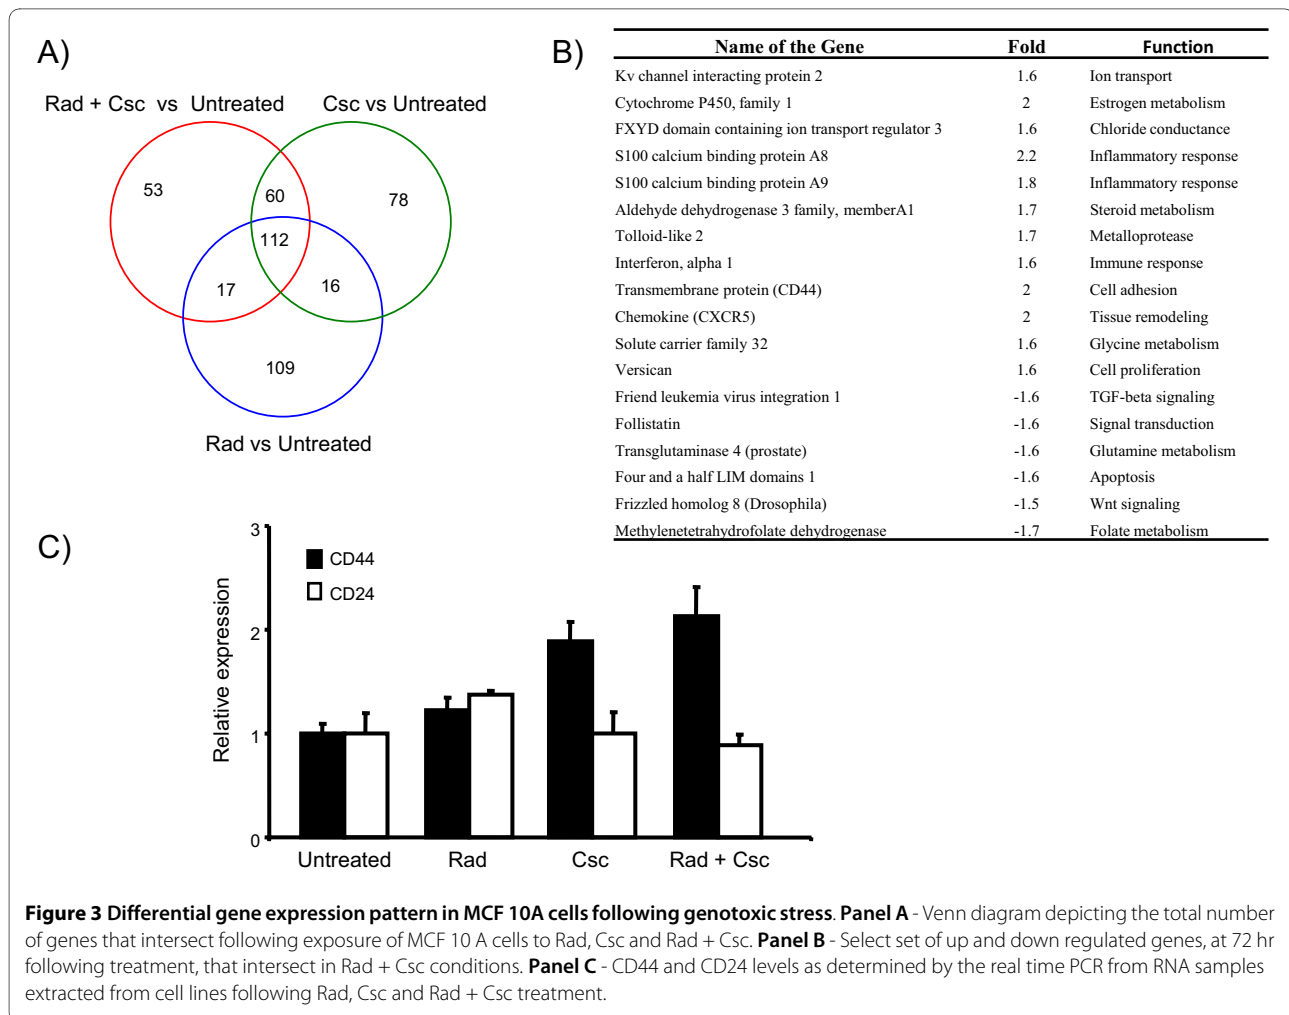 A)
Rad + Csc vs Untreated
Csc vs Untreated
53
60
78
112
17
16
109
Rad vs Untreated
B)
Name of the Gene Fold Function
Kv channel interacting protein 2 1.6 Ion transport
Cytochrome P450, family 1 2 Estrogen metabolism
FXYD domain containing ion transport regulator 3 1.6 Chloride conductance
S100 calcium binding protein A8 2.2 Inflammatory response
S100 calcium binding protein A9 1.8 Inflammatory response
Aldehyde dehydrogenase 3 family, memberA1 1.7 Steroid metabolism
Tolloid-like 2 1.7 Metalloprotease
Interferon, alpha 1 1.6 Immune response
Transmembrane protein (CD44) 2 Cell adhesion
Chemokine (CXCR5) 2 Tissue remodeling
Solute carrier family 32 1.6 Glycine metabolism
Versican 1.6 Cell proliferation
Friend leukemia virus integration 1 -1.6 TGF-beta signaling
Follistatin -1.6 Signal transduction
Transglutaminase 4 (prostate) -1.6 Glutamine metabolism
Four and a half LIM domains 1 -1.6 Apoptosis
Frizzled homolog 8 (Drosophila) -1.5 Wnt signaling
Methylenetetrahydrofolate dehydrogenase -1.7 Folate metabolism
C)
Relative expression
3
2
1
0
CD44
CD24
Untreated Rad Csc Rad + Csc
Figure 3 Differential gene expression pattern in MCF 10A cells following genotoxic stress. Panel A - Venn diagram depicting the total number
of genes that intersect following exposure of MCF 10 A cells to Rad, Csc and Rad + Csc. Panel B - Select set of up and down regulated genes, at 72 hr
following treatment, that intersect in Rad + Csc conditions. Panel C - CD44 and CD24 levels as determined by the real time PCR from RNA samples
extracted from cell lines following Rad, Csc and Rad + Csc treatment.